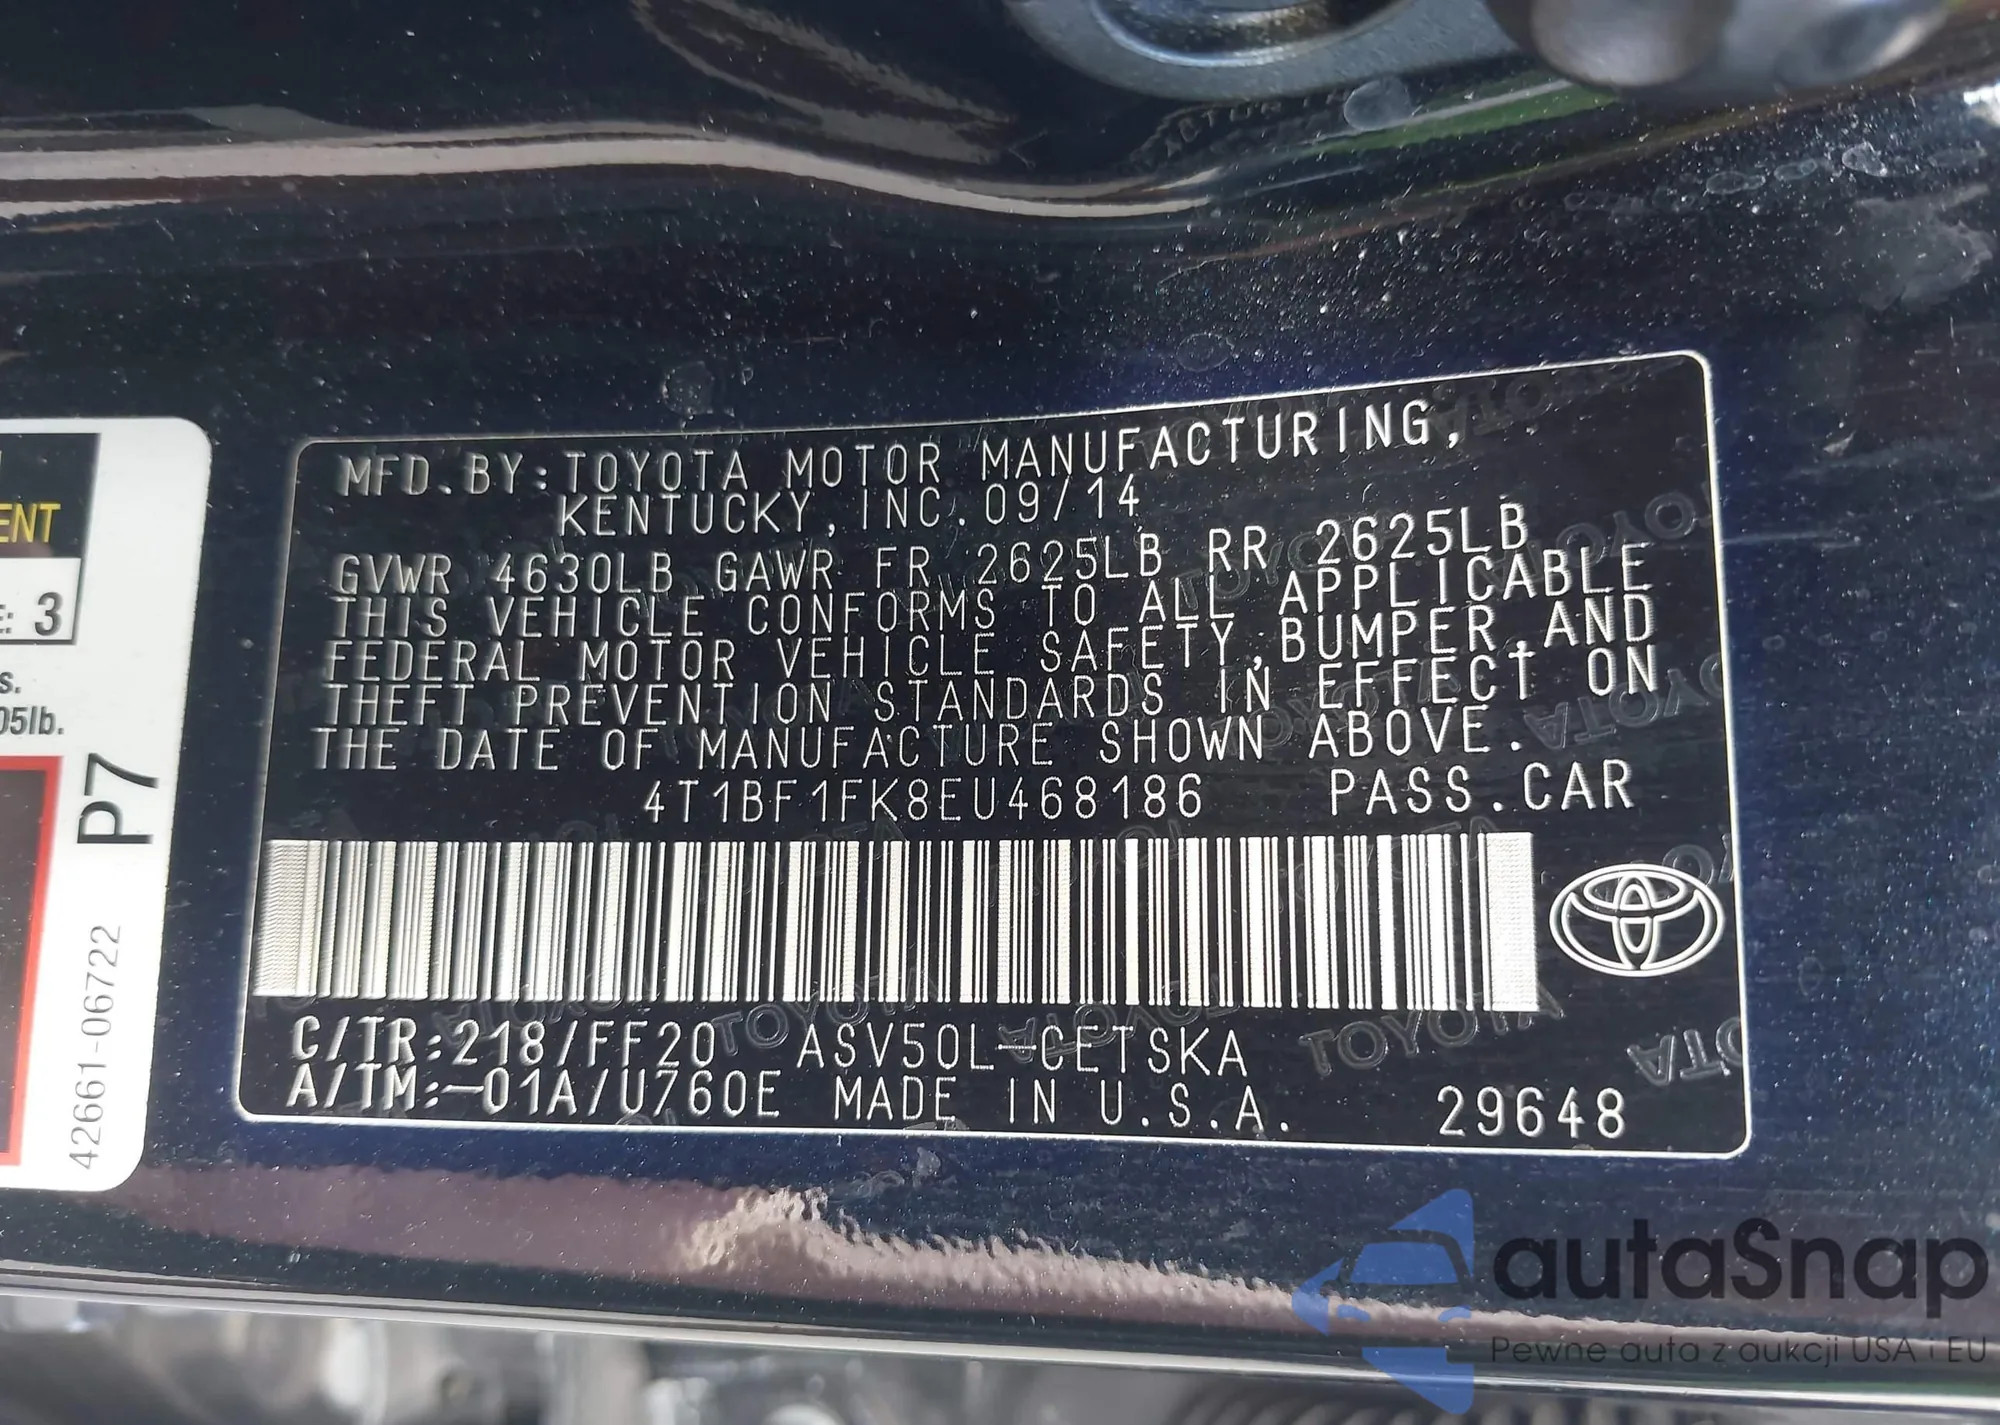 MFD.BY:TOYOTA MOTOR MANUFACTURING,
KENTUCKY, INC. 09/14
GVWR 4630LB GAWR FR 2625LB RR 2625LB
THIS VEHICLE CONFORMS TO ALL APPLICABLE
FEDERAL MOTOR VEHICLE SAFETY, BUMPER, AND
THEFT PREVENTION STANDARDS IN EFFECT ON
THE DATE OF MANUFACTURE SHOWN ABOVE.
4T1BF1FK8EU468186 PASS.CAR
C/TR:218/FF20 ASV50L-CETSKA
A/TM:-01A/U760E MADE IN U.S.A. 29648
ENT
E: 3
s.
05lb.
P7
42661-06722
autaSnap
Pewne auta z aukcji USA i EU